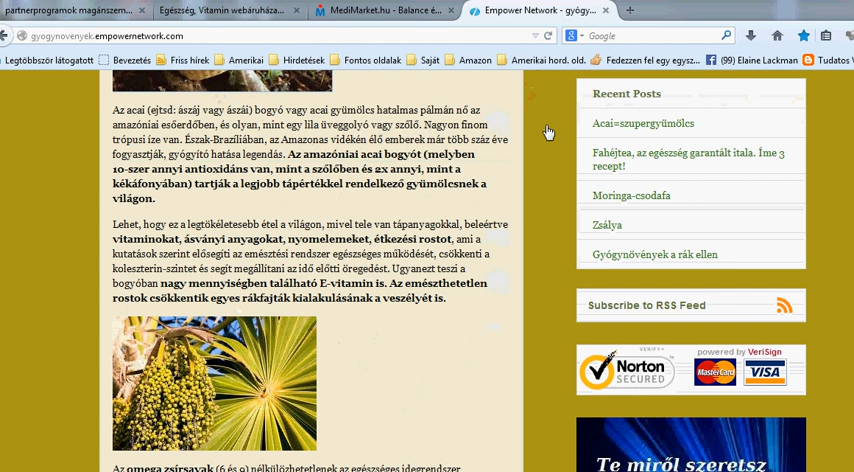 partnerprogramok magánszem...
Egészség, Vitamin webáruháza...
MediMarket.hu - Balance é...
Empower Network - gyógy...
gyogynovenyek.empowernetwork.com
Google
Legtöbbször látogatott
Bevezetés
Friss hírek
Amerikai
Hirdetések
Fontos oldalak
Saját
Amazon
Amerikai hord. old.
Fedezzen fel egy egysz...
(99) Elaine Lackman
Tudatos V
Az acai (ejtsd: ászáj vagy ászái) bogyó vagy acai gyümölcs hatalmas pálmán nő az
amazóniai esőerdőben, és olyan, mint egy lila üveggolyó vagy szőlő. Nagyon finom
trópusi íze van. Észak-Brazíliában, az Amazonas vidékén élő emberek már több száz éve
fogyasztják, gyógyító hatása legendás. Az amazóniai acai bogyót (melyben
10-szer annyi antioxidáns van, mint a szőlőben és 2x annyi, mint a
kékáfonyában) tartják a legjobb tápértékkel rendelkező gyümölcsnek a
világon.
Lehet, hogy ez a legtökéletesebb étel a világon, mivel tele van tápanyagokkal, beleértve
vitaminokat, ásványi anyagokat, nyomelemeket, étkezési rostot, ami a
kutatások szerint elősegíti az emésztési rendszer egészséges működését, csökkenti a
koleszterin-szintet és segít megállítani az idő előtti öregedést. Ugyanezt teszi a
bogyóban nagy mennyiségben található E-vitamin is. Az emészthetetlen
rostok csökkentik egyes rákfajták kialakulásának a veszélyét is.
Az omega zsírsavak (6 és 9) nélkülözhetetlenek az egészséges idegrendszer
Recent Posts
Acai=szupergyümölcs
Fahéjtea, az egészség garantált itala. Íme 3
recept!
Moringa-csodafa
Zsálya
Gyógynövények a rák ellen
Subscribe to RSS Feed
VERIFY
Norton
SECURED
powered by VeriSign
MasterCard
VISA
Te miről szeretsz